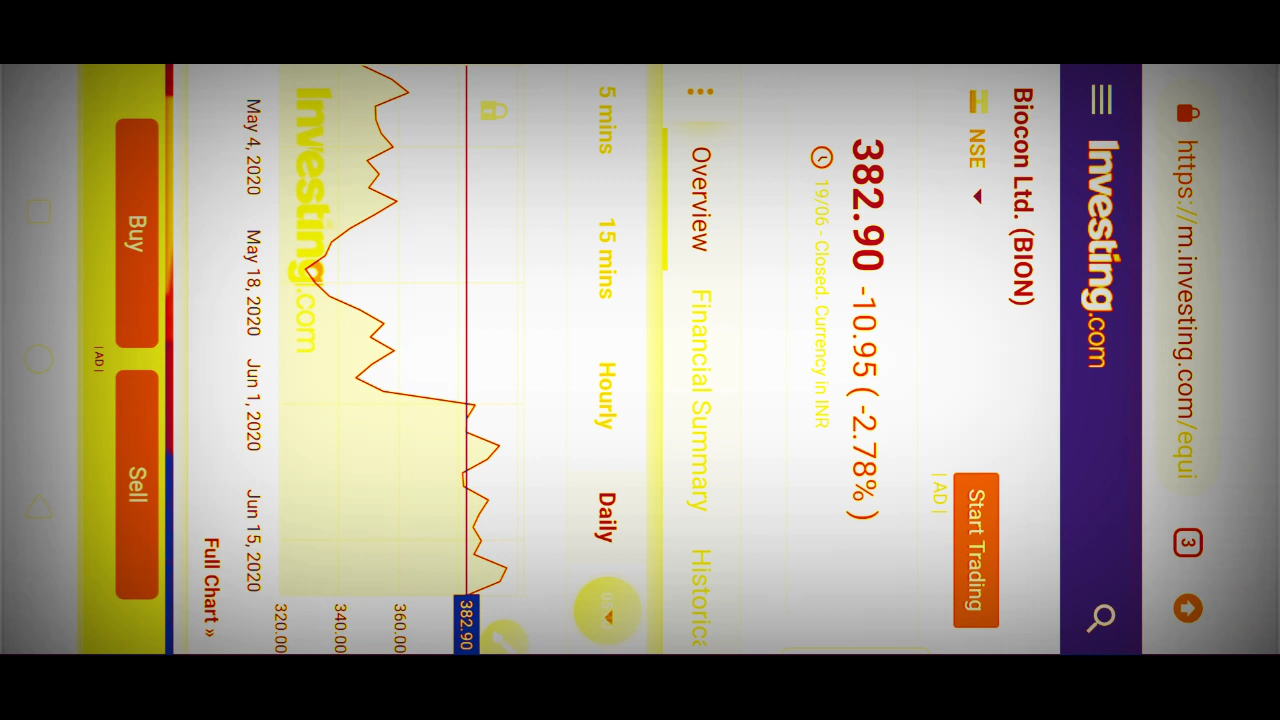 https://m.investing.com/equi
3
Investing.com
Biocon Ltd. (BION)
NSE
Start Trading
| AD |
382.90 -10.95 ( -2.78% )
19/06 - Closed. Currency in INR
Overview Financial Summary Historica
5 mins 15 mins Hourly Daily
382.90
360.00
340.00
320.00
Investing.com
May 4, 2020 May 18, 2020 Jun 1, 2020 Jun 15, 2020
Full Chart »
Buy Sell
| AD |